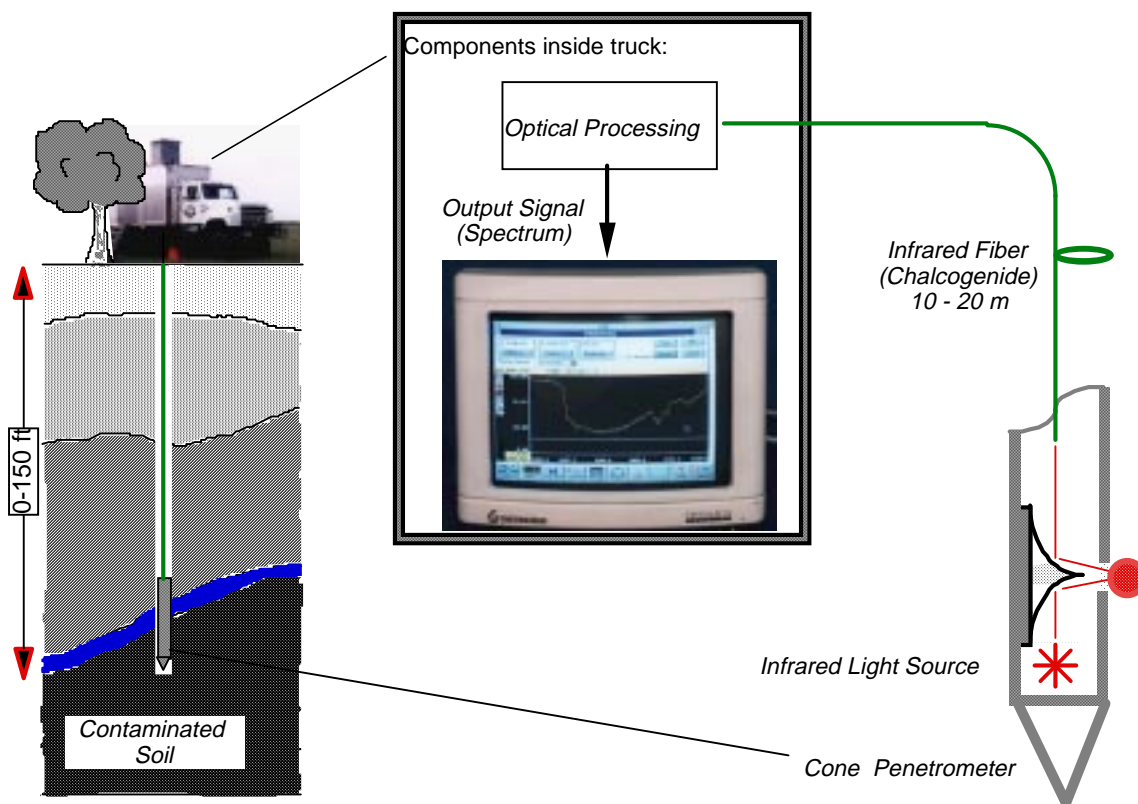 Components inside truck:
Optical Processing
Output Signal
(Spectrum)
Infrared Fiber
(Chalcogenide)
10 - 20 m
0-150 ft
Infrared Light Source
Contaminated
Soil
Cone Penetrometer